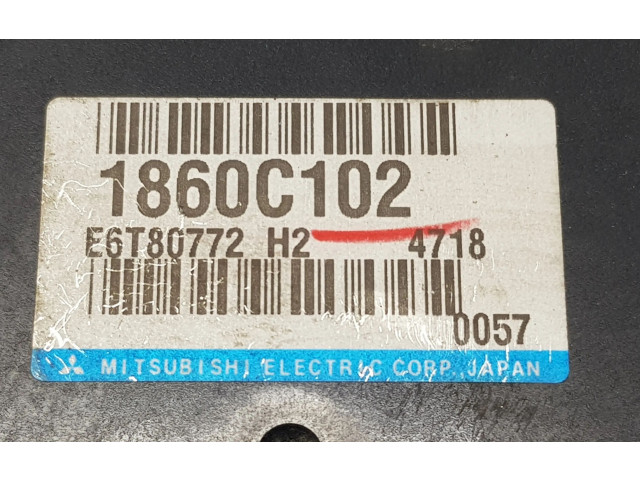 1860C102
E6T80772 H2 4718
0057
MITSUBISHI ELECTRIC CORP. JAPAN